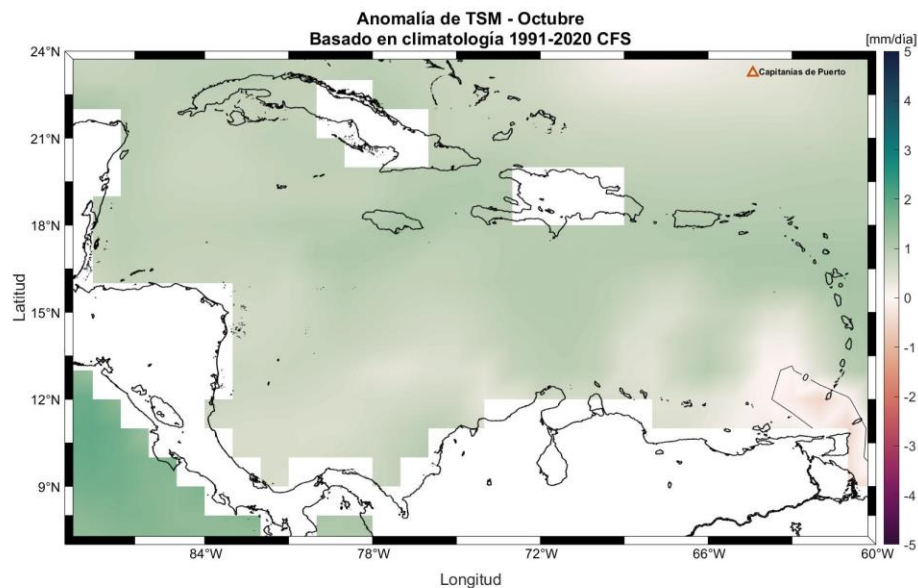 Anomalía de TSM - Octubre
Basado en climatología 1991-2020 CFS
[mm/día]
Capitanías de Puerto
24°N
21°N
18°N
15°N
12°N
9°N
Latitud
0
84°W
78°W
72°W
66°W
60°W
Longitud
5
4
3
2
1
0
-1
-2
-3
-4
-5